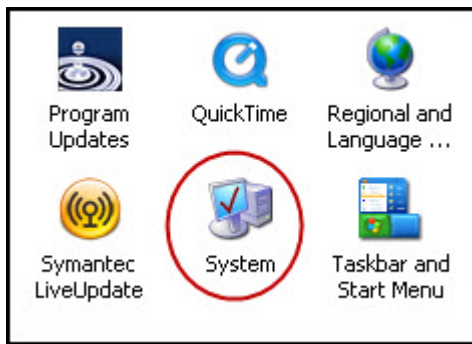 Program Updates
QuickTime
Regional and Language ...
Symantec LiveUpdate
System
Taskbar and Start Menu